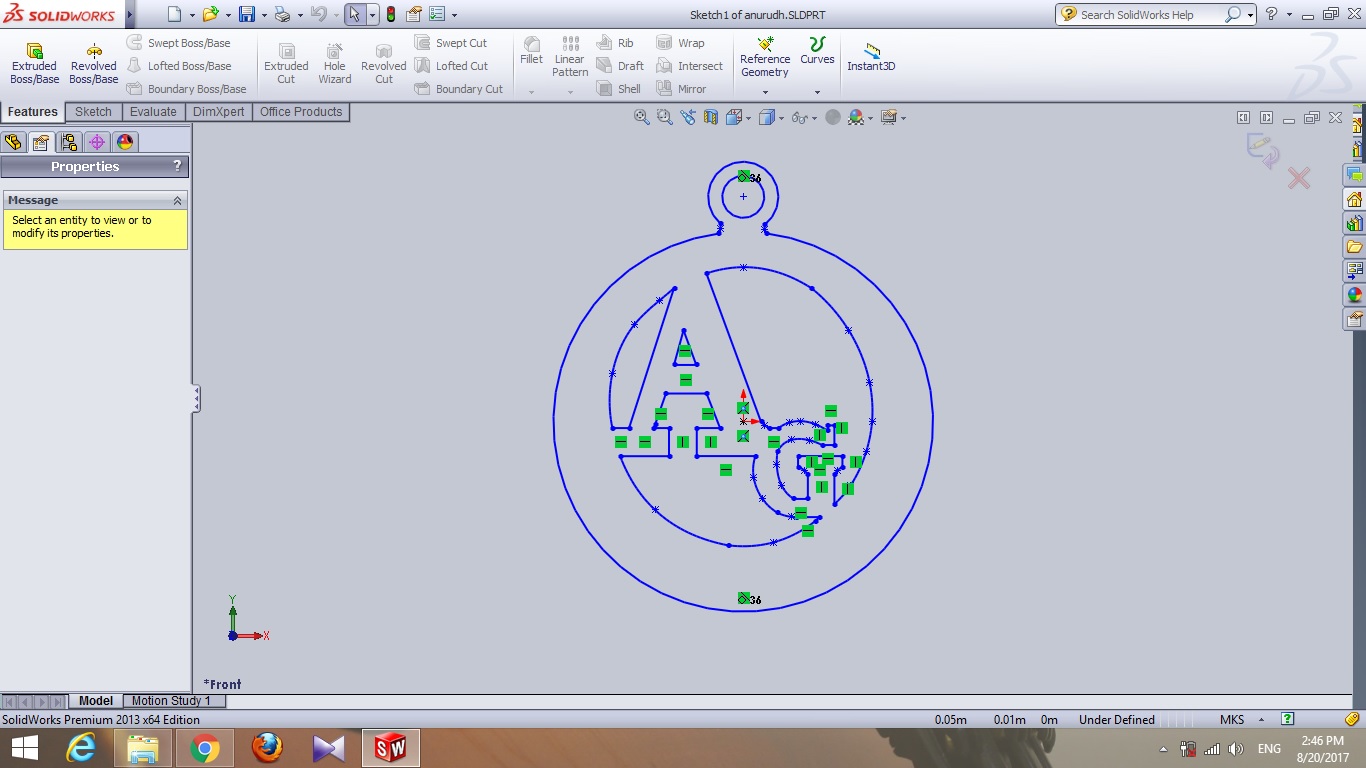 SOLIDWORKS
Sketch1 of anurudh.SLDPRT
Search SolidWorks Help
?
Extruded Boss/Base
Revolved Boss/Base
Swept Boss/Base
Lofted Boss/Base
Boundary Boss/Base
Extruded Cut
Hole Wizard
Revolved Cut
Swept Cut
Lofted Cut
Boundary Cut
Fillet
Linear Pattern
Rib
Draft
Shell
Wrap
Intersect
Mirror
Reference Geometry
Curves
Instant3D
Features Sketch Evaluate DimXpert Office Products
Properties ?
Message
Select an entity to view or to
modify its properties.
36
36
Y
X
*Front
Model Motion Study 1
SolidWorks Premium 2013 x64 Edition
0.05m 0.01m 0m Under Defined MKS ?
SW
ENG
2:46 PM
8/20/2017